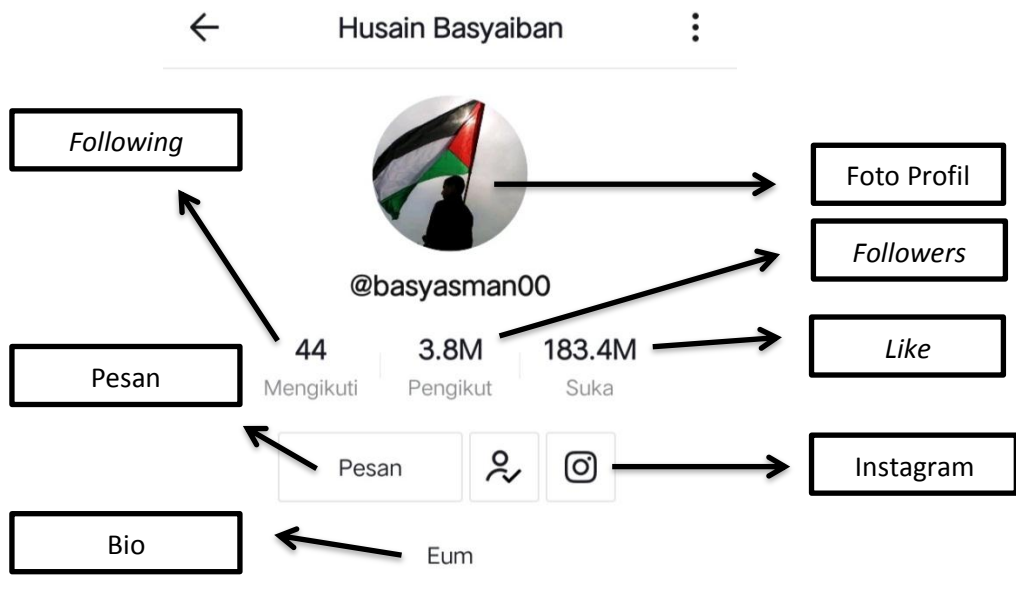 Husain Basyaiban
Following
Foto Profil
Followers
@basyasman00
44 3.8M 183.4M
Like
Mengikuti Pengikut Suka
Pesan
Pesan
Instagram
Bio
Eum